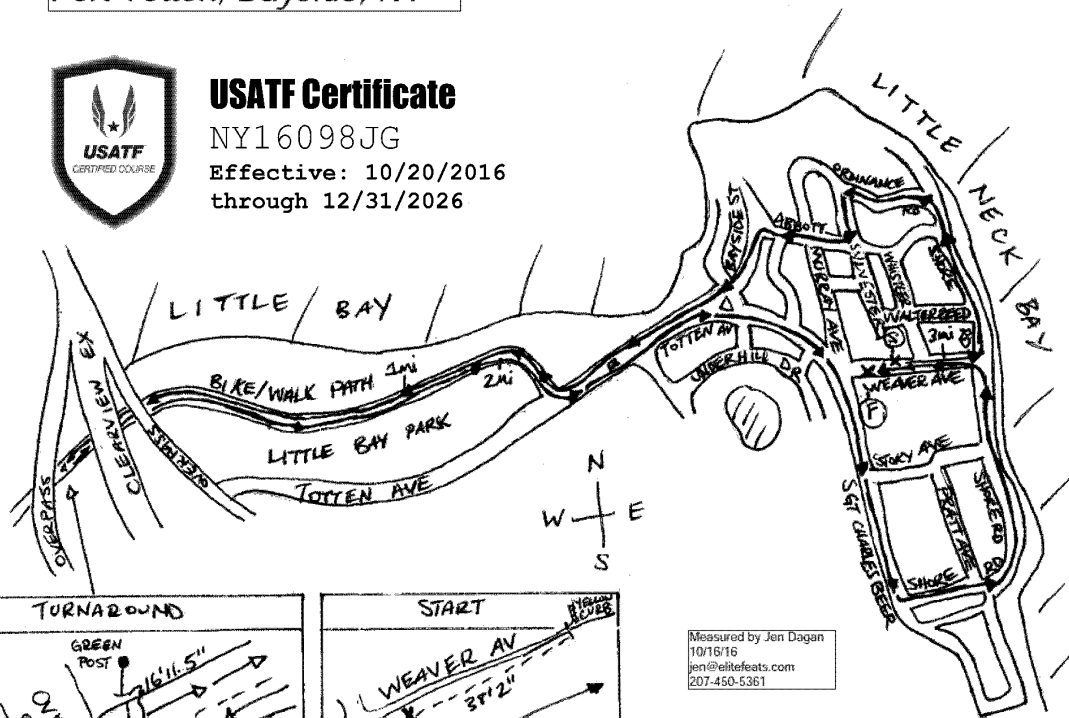 Fort Totten, Bayside, NY
USATF
CERTIFIED COURSE
USATF Certificate
NY16098JG
Effective: 10/20/2016
through 12/31/2026
LITTLE NECK BAY
LITTLE BAY
ORDNANCE
RD
ABBOTT
BAYSIDE ST
MURRAY AVE
SYLVESTER
WHISTLER
SHORE
RD
WALTER REED
3mi
S
WEAVER AVE
F
TOTTEN AV
UNDERHILL DR
BIKE/WALK PATH
1mi
2mi
LITTLE BAY PARK
TOTTEN AVE
CLEARVIEW EX
OVERPASS
OVERPASS
STORY AVE
SGT CHARLES BEER
PRATT AVE
SHORE RD
SHORE RD
N
W E
S
TURNAROUND
GREEN
POST
16'11.5"
START
YELLOW
CURB
WEAVER AV
38'2"
Measured by Jen Dagan
10/16/16
jen@elitefeats.com
207-450-5361